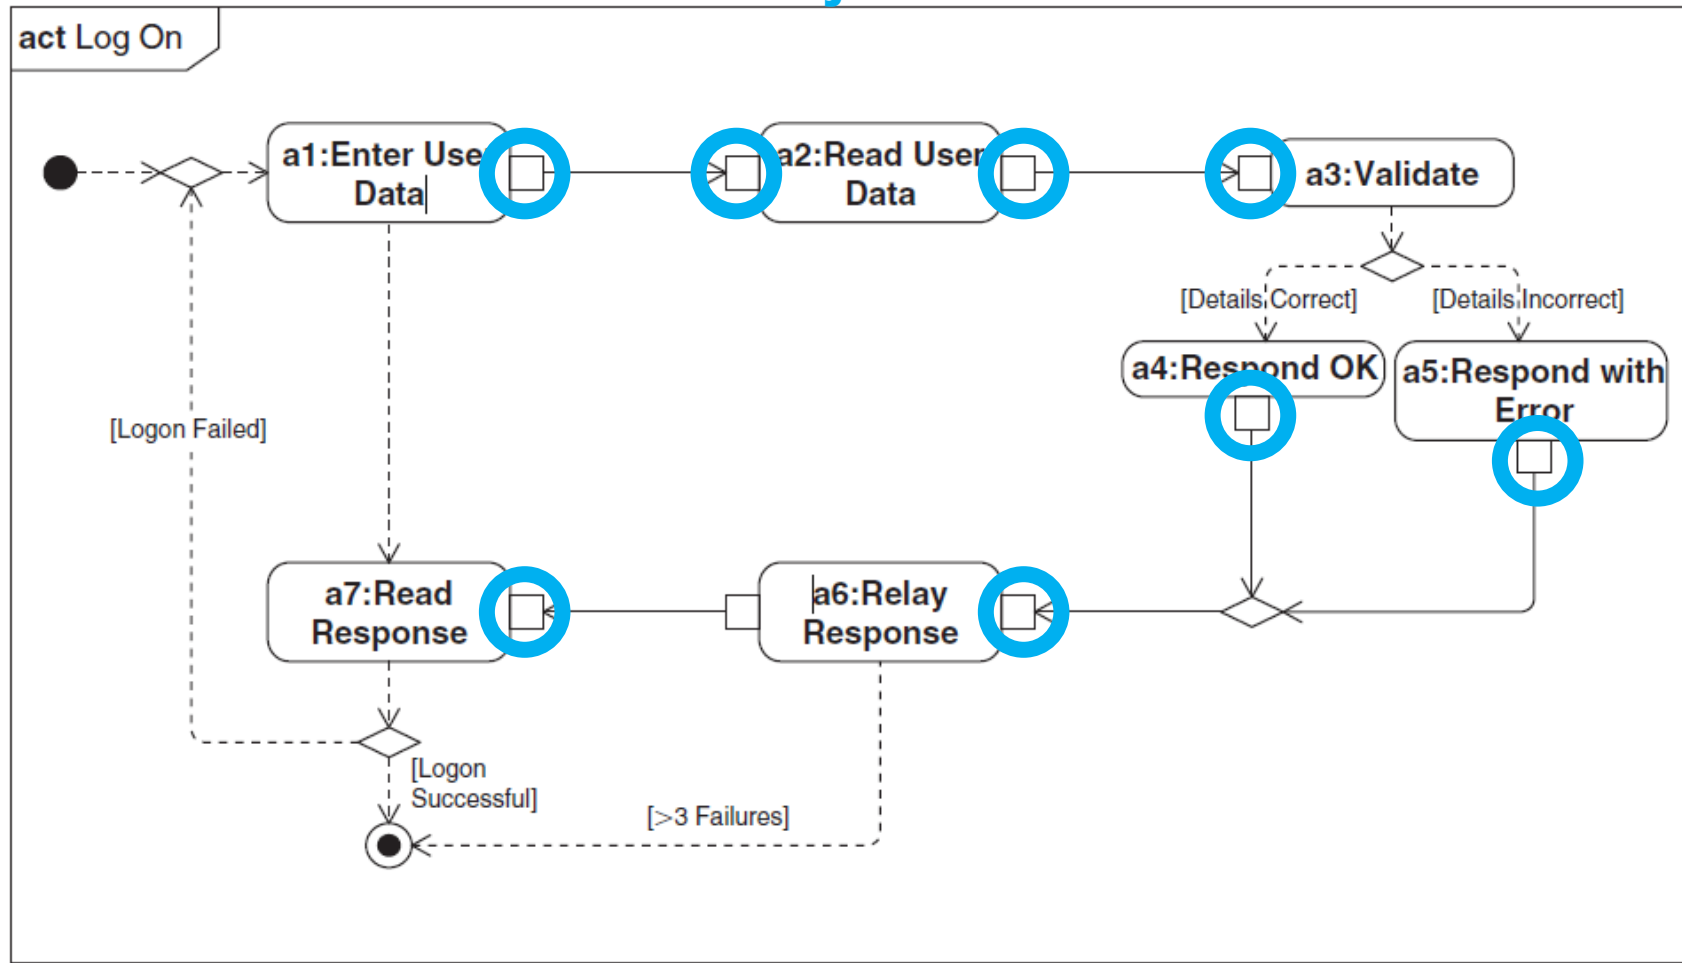 act Log On
a1:Enter Use
Data
a2:Read User
Data
a3:Validate
[Details Correct]
[Details Incorrect]
a4:Respond OK
a5:Respond with
Error
[Logon Failed]
a7:Read
Response
a6:Relay
Response
[Logon
Successful]
[>3 Failures]